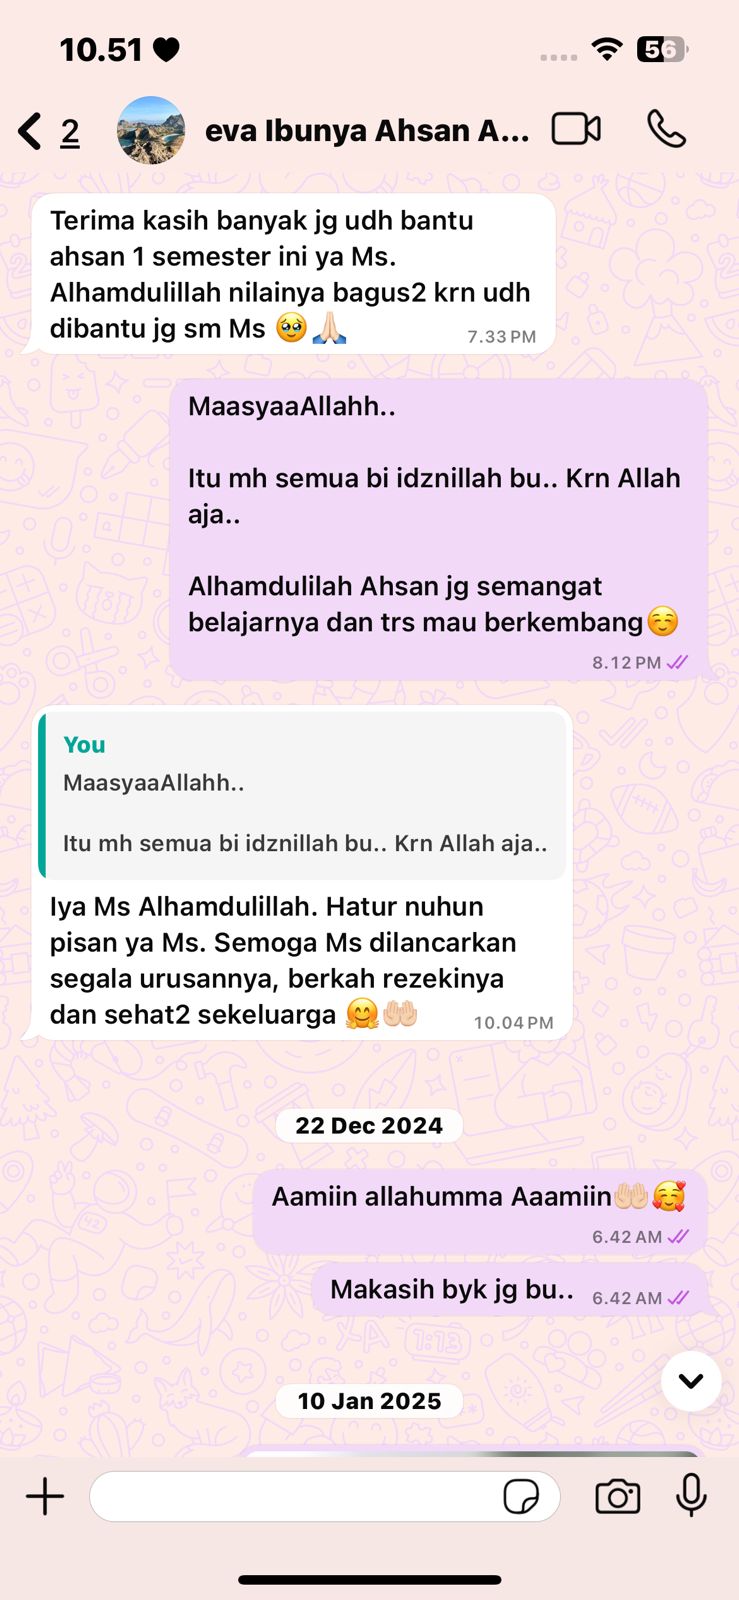 10.51
56
2
eva Ibunya Ahsan A...
Terima kasih banyak jg udh bantu
ahsan 1 semester ini ya Ms.
Alhamdulillah nilainya bagus2 krn udh
dibantu jg sm Ms 🥹🙏🏻
7.33 PM
MaasyaaAllahh..
Itu mh semua bi idznillah bu.. Krn Allah
aja..
Alhamdulilah Ahsan jg semangat
belajarnya dan trs mau berkembang☺️
8.12 PM
You
MaasyaaAllahh..
Itu mh semua bi idznillah bu.. Krn Allah aja..
Iya Ms Alhamdulillah. Hatur nuhun
pisan ya Ms. Semoga Ms dilancarkan
segala urusannya, berkah rezekinya
dan sehat2 sekeluarga 🤗🤲🏻
10.04 PM
22 Dec 2024
Aamiin allahumma Aaamiin🤲🏻🥰
6.42 AM
Makasih byk jg bu..
6.42 AM
10 Jan 2025